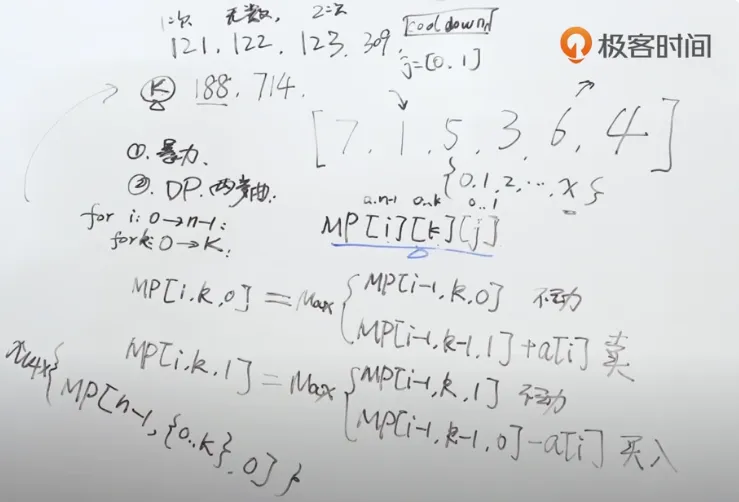 1次 无数 2次
121. 122. 123. 309. cooldown
j=[0.1]
极客时间
K 188. 714.
[7, 1, 5, 3, 6, 4]
①. 暴力.
{0,1,2,…,x}
②. DP. 两类曲.
0..n-1 0..k 0..1
for i: 0→n-1:
MP[i][k][j]
for k: 0→K.
MP[i,k,0] = Max { MP[i-1,k,0] 不动
MP[i-1,k-1,1]+a[i] 卖
MP[i,k,1] = Max { MP[i-1,k,1] 不动
MP[i-1,k-1,0]-a[i] 买入
Max{
MP[n-1,{0..k},0]}